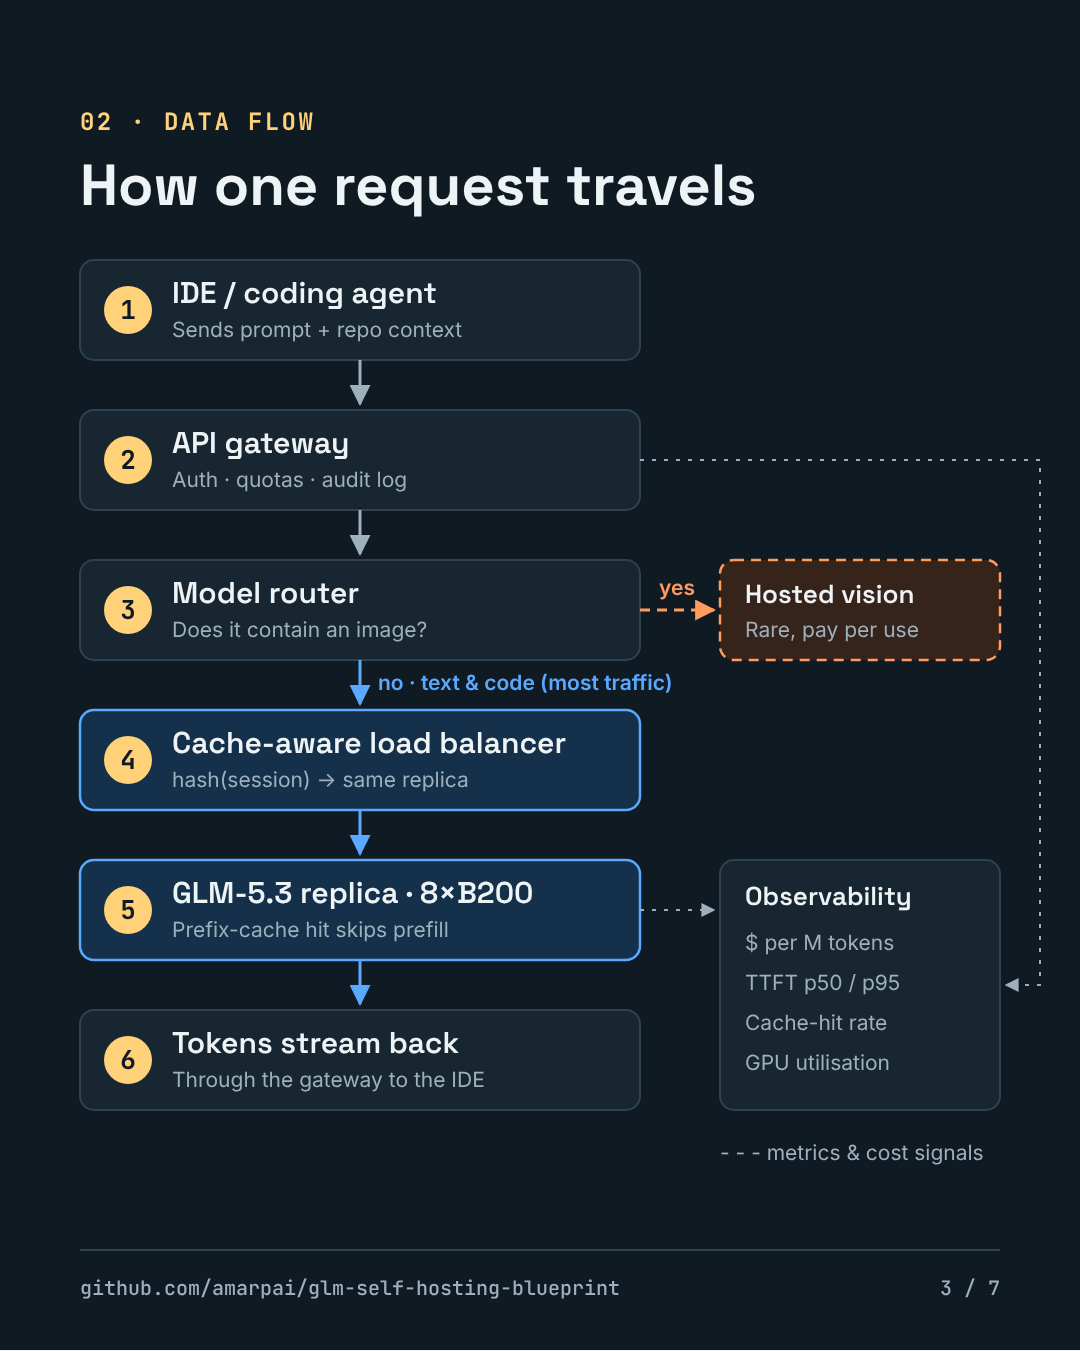 02 · DATA FLOW
How one request travels
1
IDE / coding agent
Sends prompt + repo context
2
API gateway
Auth · quotas · audit log
3
Model router
Does it contain an image?
yes
Hosted vision
Rare, pay per use
no · text & code (most traffic)
4
Cache-aware load balancer
hash(session) → same replica
5
GLM-5.3 replica · 8×B200
Prefix-cache hit skips prefill
Observability
$ per M tokens
TTFT p50 / p95
Cache-hit rate
GPU utilisation
6
Tokens stream back
Through the gateway to the IDE
- - - metrics & cost signals
github.com/amarpai/glm-self-hosting-blueprint
3 / 7